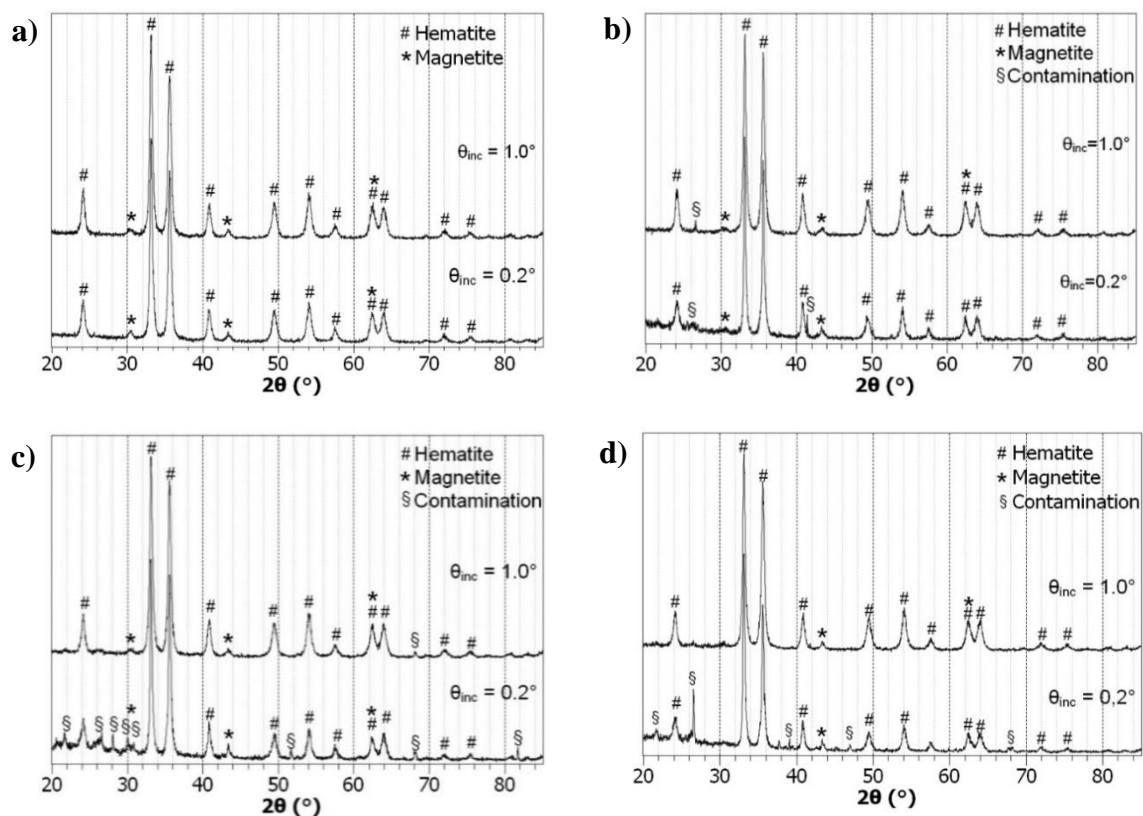 a)
# Hematite
* Magnetite
#
#
θinc = 1.0°
# * # # # # # * # # # # #
*
θinc = 0.2°
# * # * # # # # # # #
*
20 30 40 50 60 70 80
2θ (°)
b)
# Hematite
* Magnetite
§ Contamination
#
#
θinc=1.0°
*
# § * # * # # # # # # #
θinc=0.2°
# § * # § * # # # # # # #
20 30 40 50 60 70 80
2θ (°)
c)
# Hematite
* Magnetite
§ Contamination
#
#
θinc = 1.0°
*
# * # * # # # # # § # #
θinc = 0.2°
§ § § § § * # * # § # # * # # § # # §
20 30 40 50 60 70 80
2θ (°)
d)
# Hematite
* Magnetite
§ Contamination
#
#
θinc = 1.0°
*
# # * # # # # # # #
θinc = 0,2°
§ # § § # * § # # # # § # #
20 30 40 50 60 70 80
2θ (°)